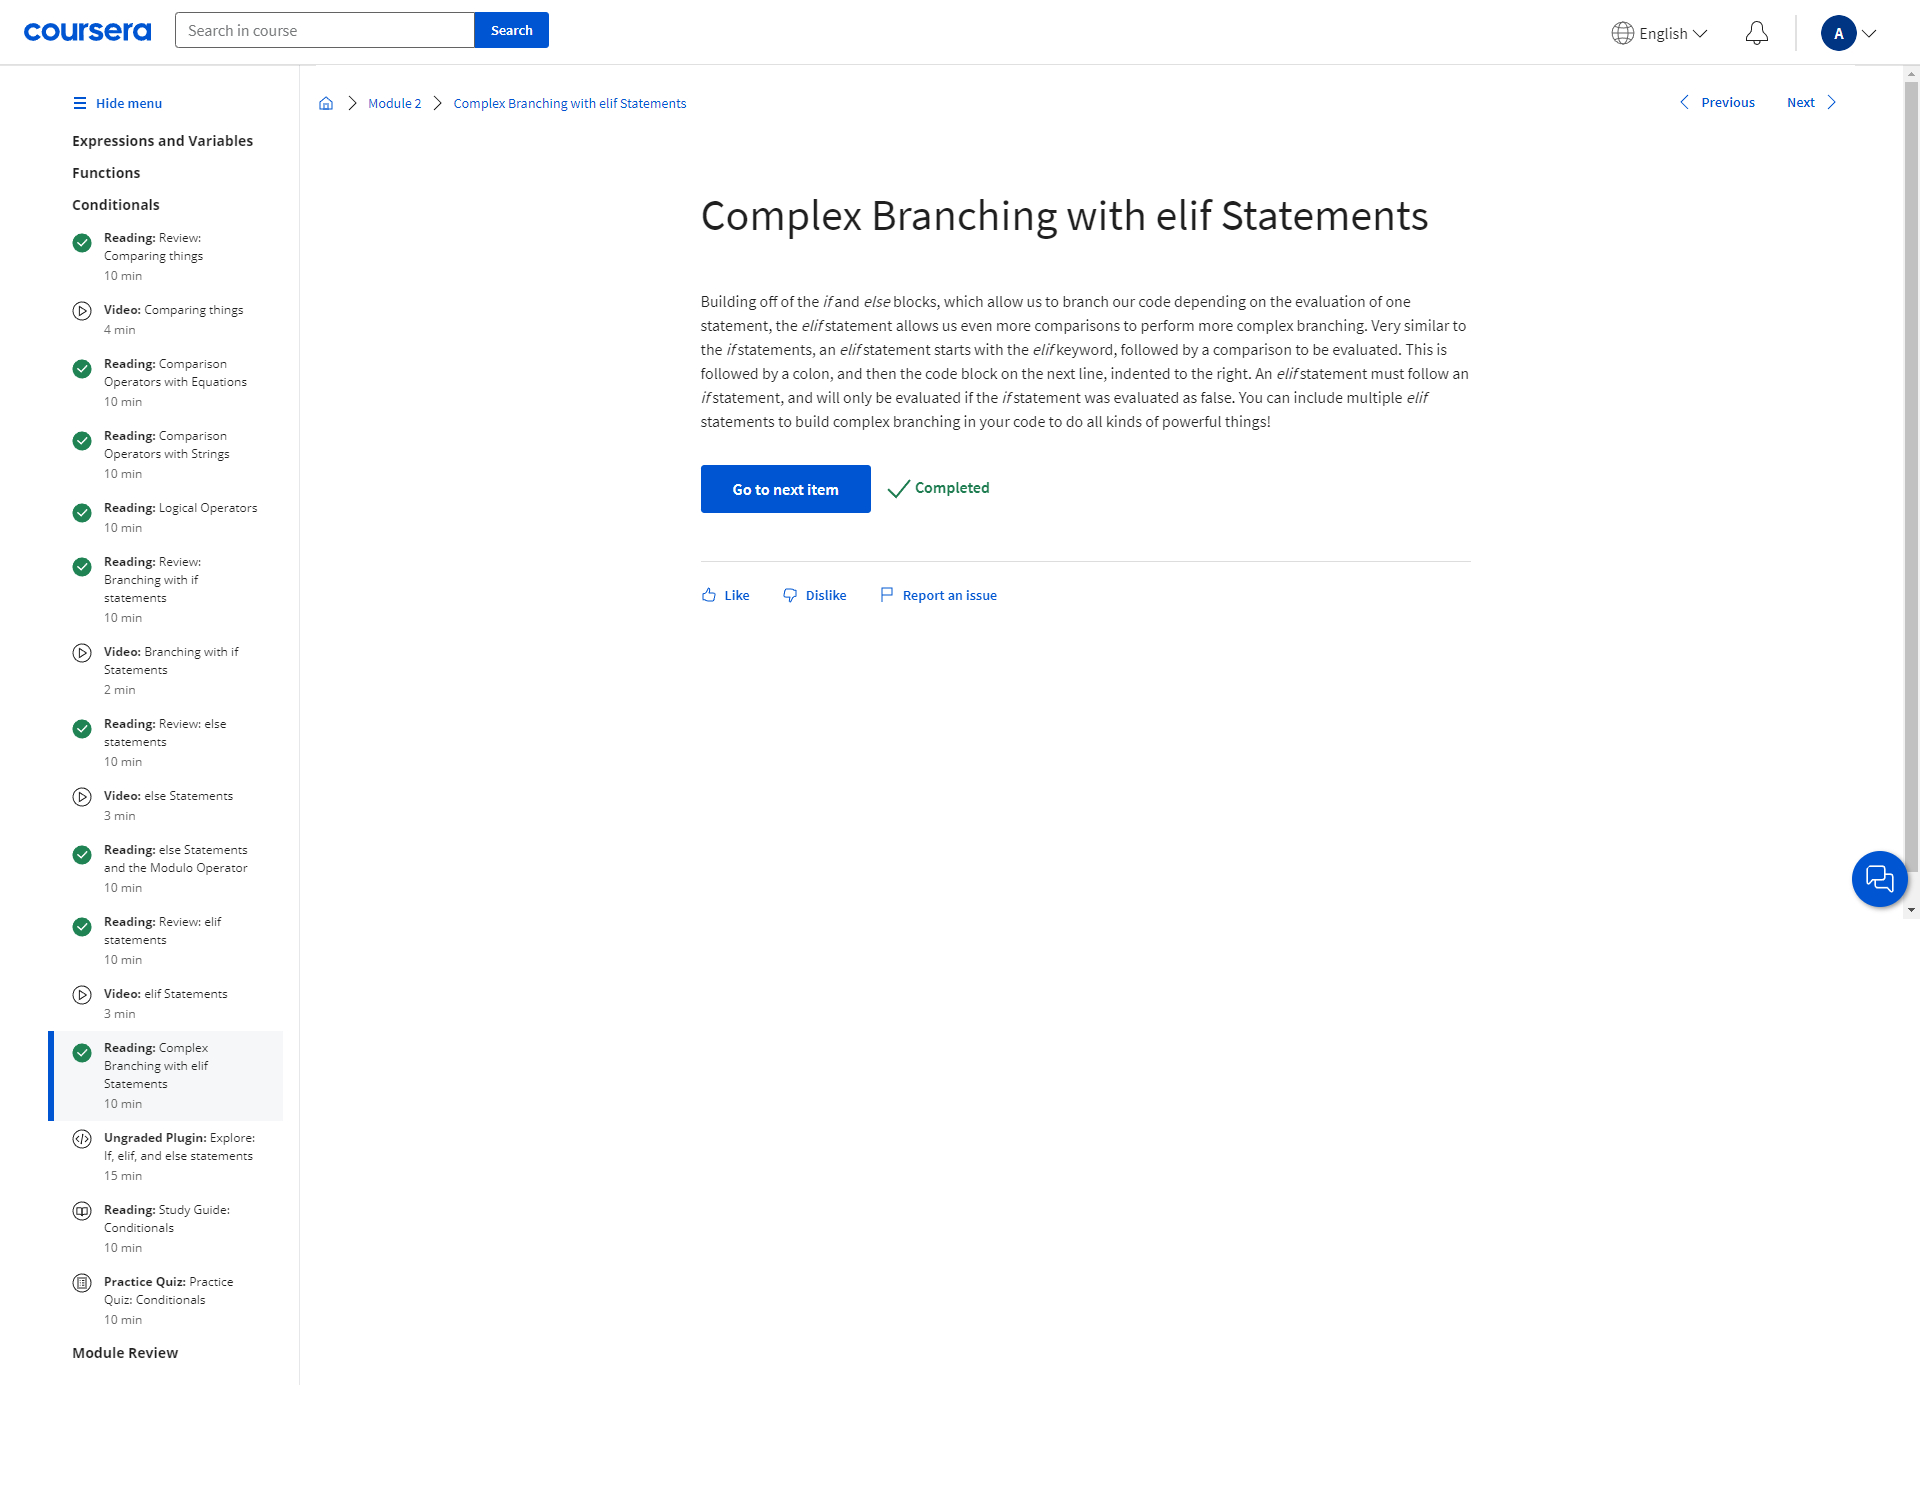 coursera
Search in course
Search
English
A
Hide menu
Expressions and Variables
Functions
Conditionals
Reading: Review:
Comparing things
10 min
Video: Comparing things
4 min
Reading: Comparison
Operators with Equations
10 min
Reading: Comparison
Operators with Strings
10 min
Reading: Logical Operators
10 min
Reading: Review:
Branching with if
statements
10 min
Video: Branching with if
Statements
2 min
Reading: Review: else
statements
10 min
Video: else Statements
3 min
Reading: else Statements
and the Modulo Operator
10 min
Reading: Review: elif
statements
10 min
Video: elif Statements
3 min
Reading: Complex
Branching with elif
Statements
10 min
Ungraded Plugin: Explore:
If, elif, and else statements
15 min
Reading: Study Guide:
Conditionals
10 min
Practice Quiz: Practice
Quiz: Conditionals
10 min
Module Review
Module 2
Complex Branching with elif Statements
Previous
Next
Complex Branching with elif Statements
Building off of the if and else blocks, which allow us to branch our code depending on the evaluation of one
statement, the elif statement allows us even more comparisons to perform more complex branching. Very similar to
the if statements, an elif statement starts with the elif keyword, followed by a comparison to be evaluated. This is
followed by a colon, and then the code block on the next line, indented to the right. An elif statement must follow an
if statement, and will only be evaluated if the if statement was evaluated as false. You can include multiple elif
statements to build complex branching in your code to do all kinds of powerful things!
Go to next item
Completed
Like
Dislike
Report an issue